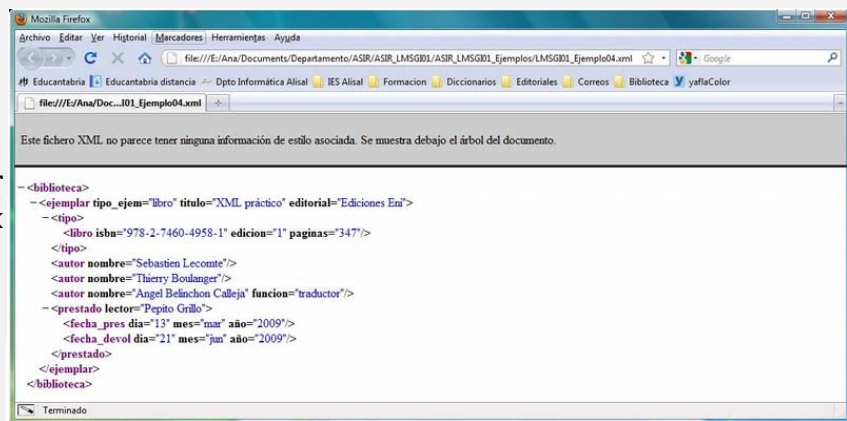 Mozilla Firefox
Archivo Editar Ver Historial Marcadores Herramientas Ayuda
file:///E:/Ana/Documents/Departamento/ASIR/ASIR_LMSGI01/ASIR_LMSGI01_Ejemplos/LMSGI01_Ejemplo04.xml Google
Educantabria Educantabria distancia Dpto Informática Alisal IES Alisal Formacion Diccionarios Editoriales Correos Biblioteca yaflaColor
file:///E:/Ana/Doc...I01_Ejemplo04.xml
Este fichero XML no parece tener ninguna información de estilo asociada. Se muestra debajo el árbol del documento.
-<biblioteca>
-<ejemplar tipo_ejem="libro" titulo="XML práctico" editorial="Ediciones Eni">
-<tipo>
<libro isbn="978-2-7460-4958-1" edicion="1" paginas="347"/>
</tipo>
<autor nombre="Sebastien Lecomte"/>
<autor nombre="Thierry Boulanger"/>
<autor nombre="Angel Belinchon Calleja" funcion="traductor"/>
-<prestado lector="Pepito Grillo">
<fecha_pres dia="13" mes="mar" año="2009"/>
<fecha_devol dia="21" mes="jun" año="2009"/>
</prestado>
</ejemplar>
</biblioteca>
Terminado